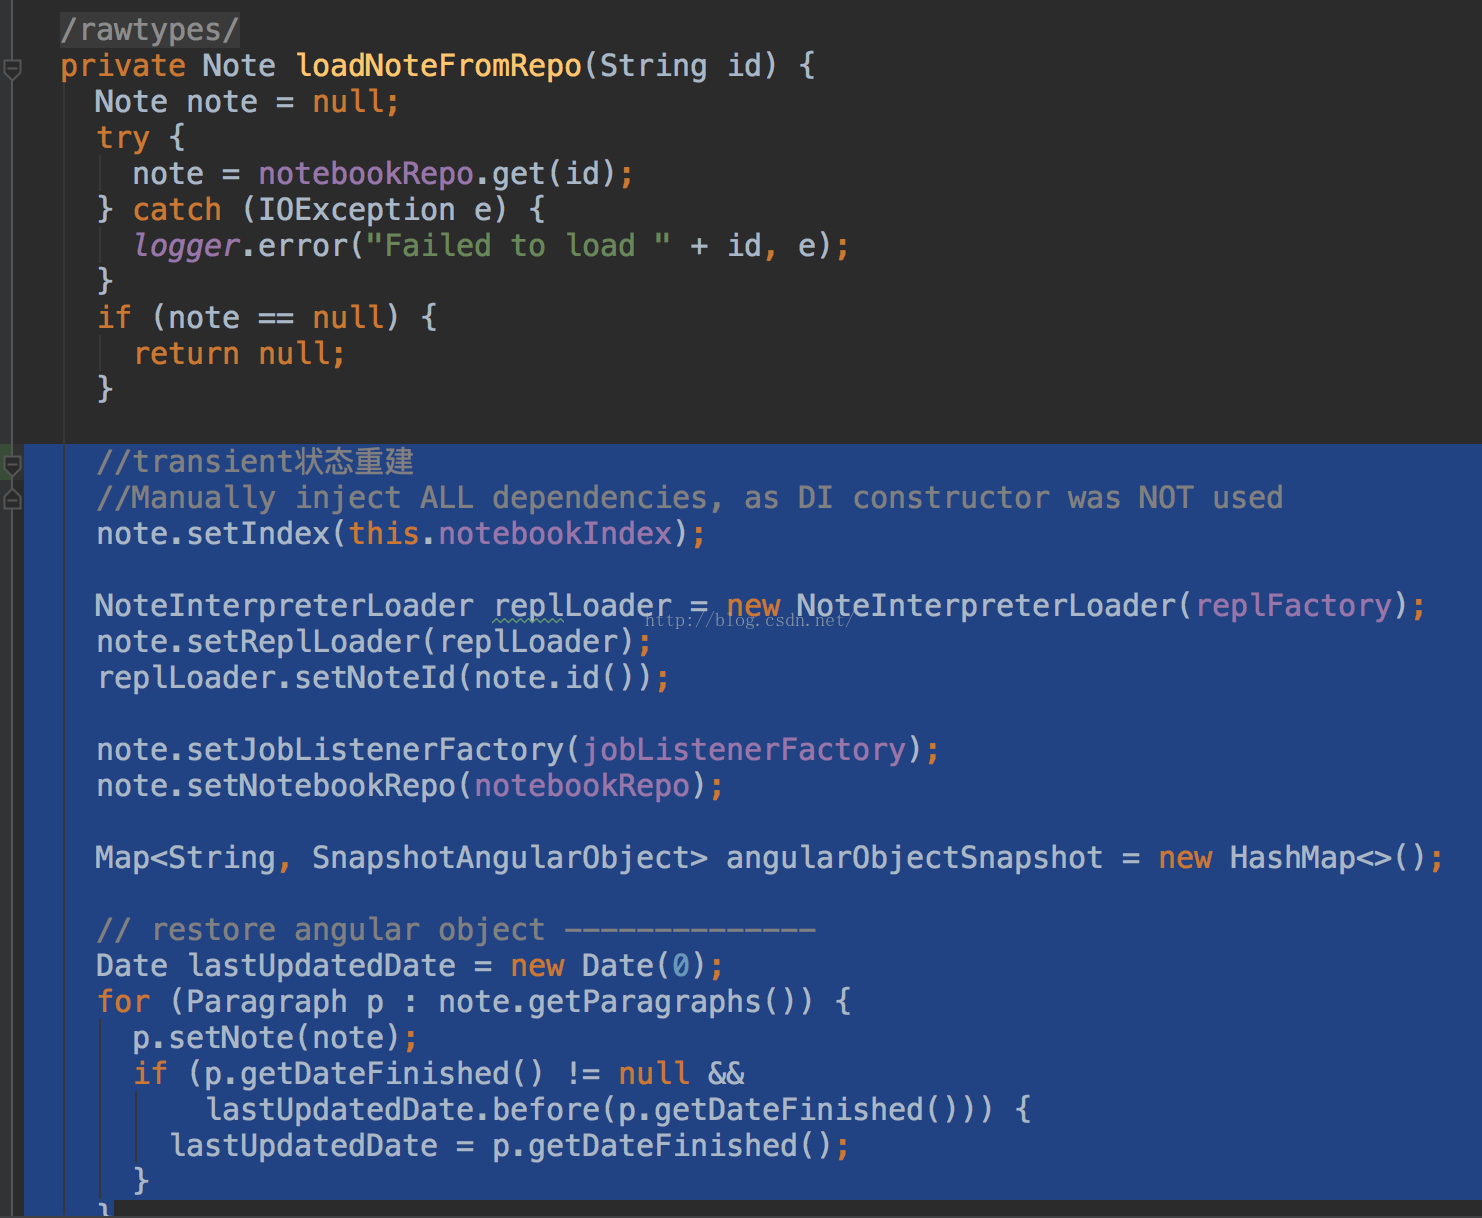 /rawtypes/
private Note loadNoteFromRepo(String id) {
  Note note = null;
  try {
    note = notebookRepo.get(id);
  } catch (IOException e) {
    logger.error("Failed to load " + id, e);
  }
  if (note == null) {
    return null;
  }

  //transient状态重建
  //Manually inject ALL dependencies, as DI constructor was NOT used
  note.setIndex(this.notebookIndex);

  NoteInterpreterLoader replLoader = new NoteInterpreterLoader(replFactory);
  http://blog.csdn.net/
  note.setReplLoader(replLoader);
  replLoader.setNoteId(note.id());

  note.setJobListenerFactory(jobListenerFactory);
  note.setNotebookRepo(notebookRepo);

  Map<String, SnapshotAngularObject> angularObjectSnapshot = new HashMap<>();

  // restore angular object --------------
  Date lastUpdatedDate = new Date(0);
  for (Paragraph p : note.getParagraphs()) {
    p.setNote(note);
    if (p.getDateFinished() != null &&
        lastUpdatedDate.before(p.getDateFinished())) {
      lastUpdatedDate = p.getDateFinished();
    }
  }